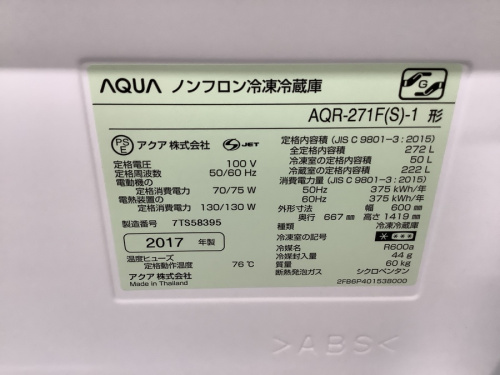 AQUA ノンフロン冷凍冷蔵庫
AQR-271F(S)-1 形
PS E アクア 株式会社 S JET
定格電圧 100 V
定格周波数 50/60 Hz
電動機の
定格消費電力 70/75 W
電熱装置の
定格消費電力 130/130 W
製造番号 7TS58395
2017 年製
温度ヒューズ
定格動作温度 76℃
アクア 株式会社
Made in Thailand
G
定格内容積 (JIS C 9801-3 : 2015)
全定格内容積 272 L
冷凍室の定格内容積 50 L
冷蔵室の定格内容積 222 L
消費電力量 (JIS C 9801-3 : 2015)
50Hz 375 kWh/年
60Hz 375 kWh/年
外形寸法 幅 600 mm
奥行 667 mm 高さ 1419 mm
種類 冷凍冷蔵庫
冷凍室の記号 ****
冷媒名 R600a
冷媒封入量 44 g
質量 60 kg
断熱発泡ガス シクロペンタン
2FB6P401538000
>ABS<